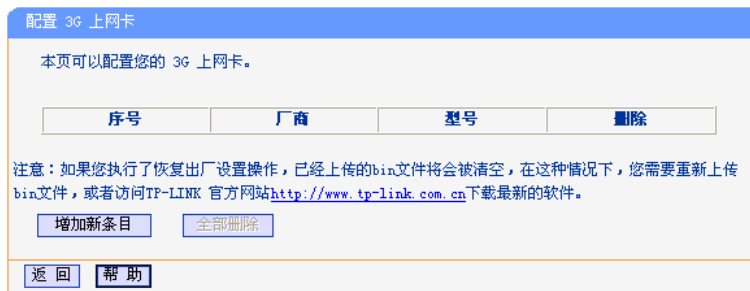 配置 3G 上网卡
本页可以配置您的 3G 上网卡。
序号 厂商 型号 删除
注意：如果您执行了恢复出厂设置操作，已经上传的bin文件将会被清空，在这种情况下，您需要重新上传
bin文件，或者访问TP-LINK 官方网站http://www.tp-link.com.cn下载最新的软件。
增加新条目 全部删除
返 回 帮 助